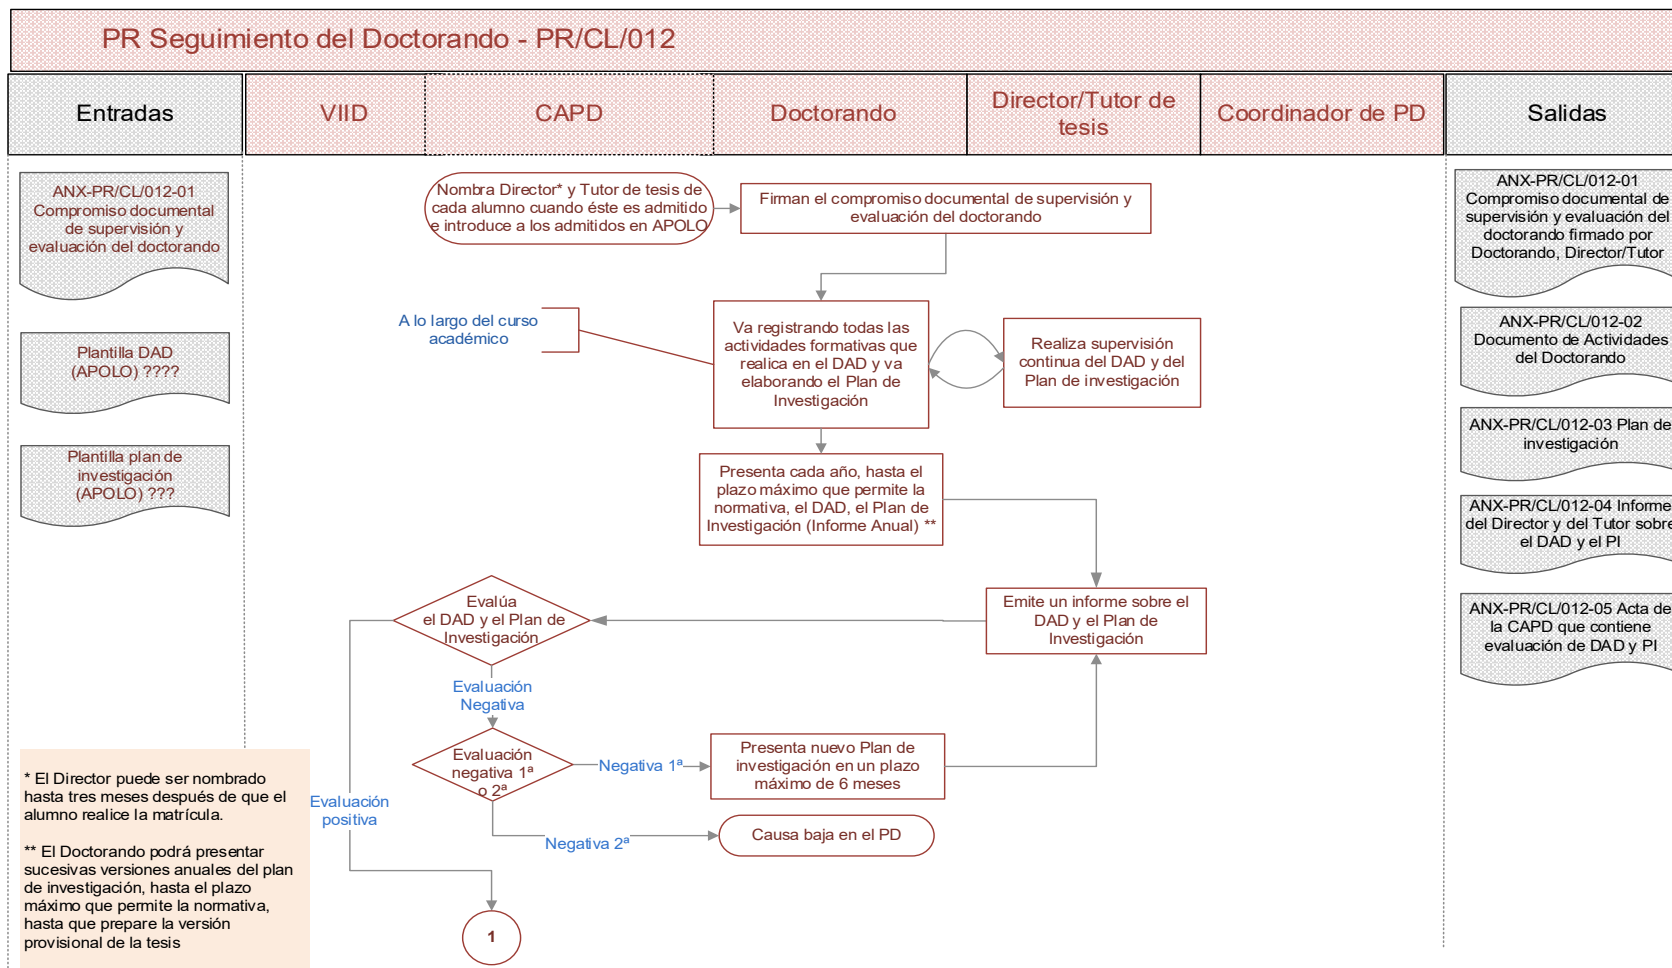 PR Seguimiento del Doctorando - PR/CL/012
Entradas
VIID
CAPD
Doctorando
Director/Tutor de
tesis
Coordinador de PD
Salidas
ANX-PR/CL/012-01
Compromiso documental
de supervisión y
evaluación del doctorando
Plantilla DAD
(APOLO) ????
Plantilla plan de
investigación
(APOLO) ???
Nombra Director* y Tutor de tesis de
cada alumno cuando éste es admitido
e introduce a los admitidos en APOLO
Firman el compromiso documental de supervisión y
evaluación del doctorando
A lo largo del curso
académico
Va registrando todas las
actividades formativas que
realica en el DAD y va
elaborando el Plan de
Investigación
Realiza supervisión
continua del DAD y del
Plan de investigación
Presenta cada año, hasta el
plazo máximo que permite la
normativa, el DAD, el Plan de
Investigación (Informe Anual) **
Emite un informe sobre el
DAD y el Plan de
Investigación
Evalúa
el DAD y el Plan de
Investigación
Evaluación
Negativa
Evaluación
negativa 1ª
o 2ª
Negativa 1ª
Presenta nuevo Plan de
investigación en un plazo
máximo de 6 meses
Negativa 2ª
Causa baja en el PD
Evaluación
positiva
1
ANX-PR/CL/012-01
Compromiso documental de
supervisión y evaluación del
doctorando firmado por
Doctorando, Director/Tutor
ANX-PR/CL/012-02
Documento de Actividades
del Doctorando
ANX-PR/CL/012-03 Plan de
investigación
ANX-PR/CL/012-04 Informe
del Director y del Tutor sobre
el DAD y el PI
ANX-PR/CL/012-05 Acta de
la CAPD que contiene
evaluación de DAD y PI
* El Director puede ser nombrado
hasta tres meses después de que el
alumno realice la matrícula.
** El Doctorando podrá presentar
sucesivas versiones anuales del plan
de investigación, hasta el plazo
máximo que permite la normativa,
hasta que prepare la versión
provisional de la tesis